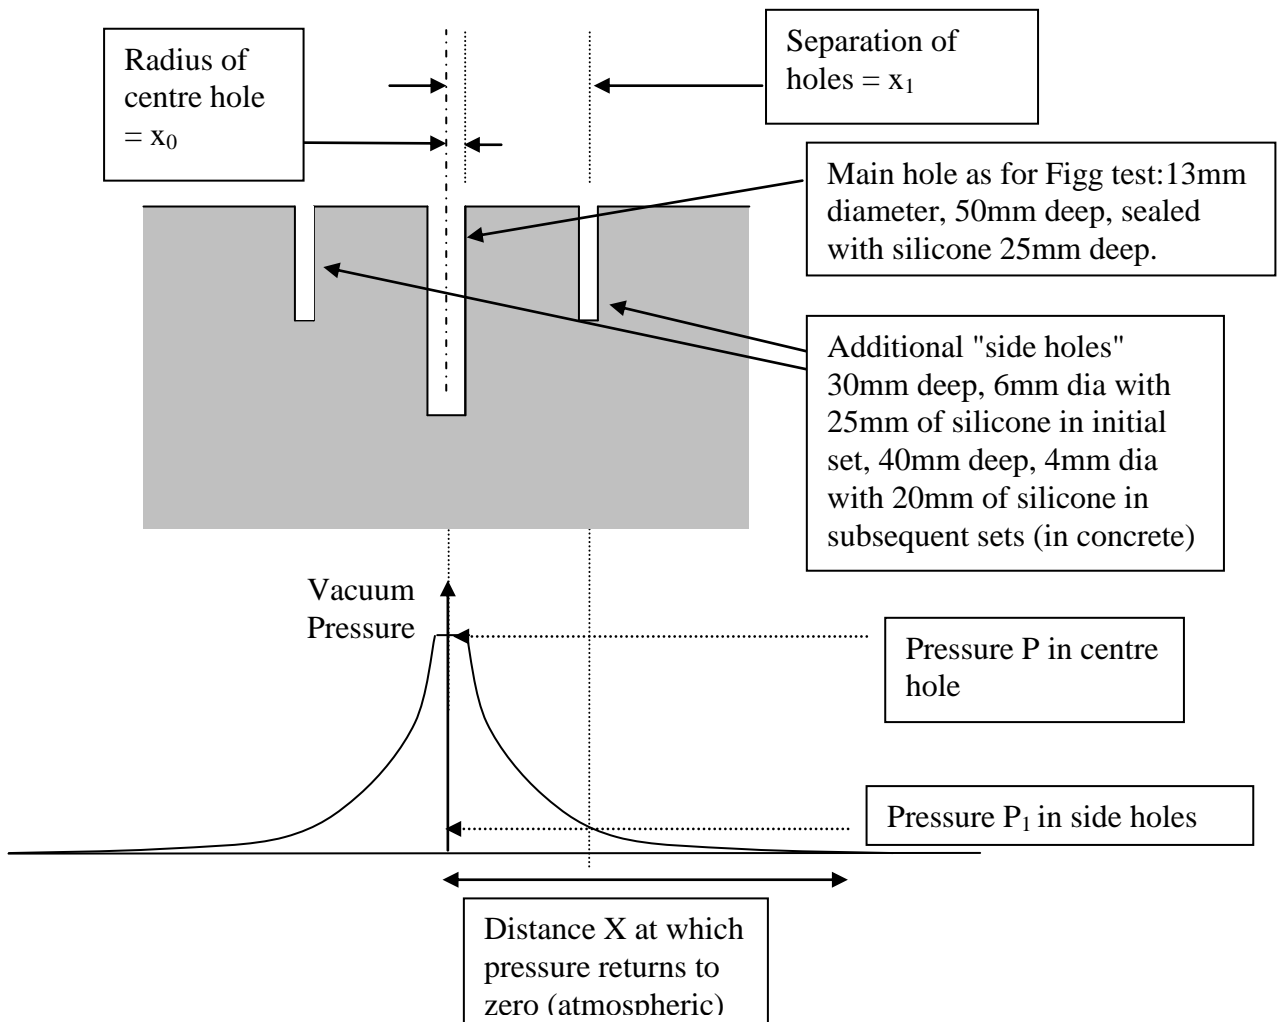 Radius of
centre hole
= x₀
Separation of
holes = x₁
Main hole as for Figg test:13mm
diameter, 50mm deep, sealed
with silicone 25mm deep.
Additional "side holes"
30mm deep, 6mm dia with
25mm of silicone in initial
set, 40mm deep, 4mm dia
with 20mm of silicone in
subsequent sets (in concrete)
Vacuum
Pressure
Pressure P in centre
hole
Pressure P₁ in side holes
Distance X at which
pressure returns to
zero (atmospheric)